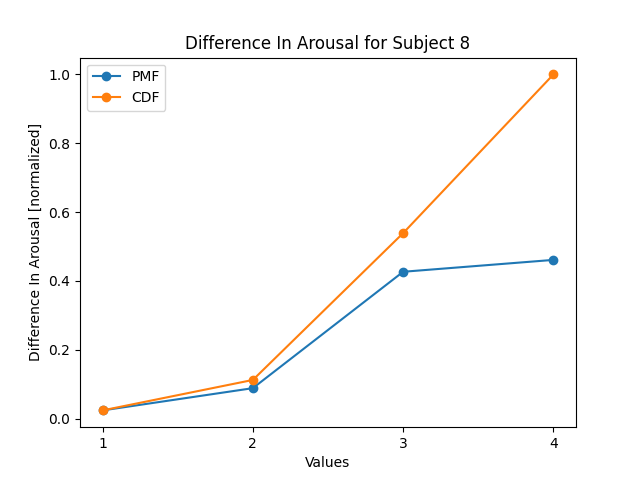 Difference In Arousal for Subject 8
PMF
CDF
Difference In Arousal [normalized]
1.0
0.8
0.6
0.4
0.2
0.0
1 2 3 4
Values